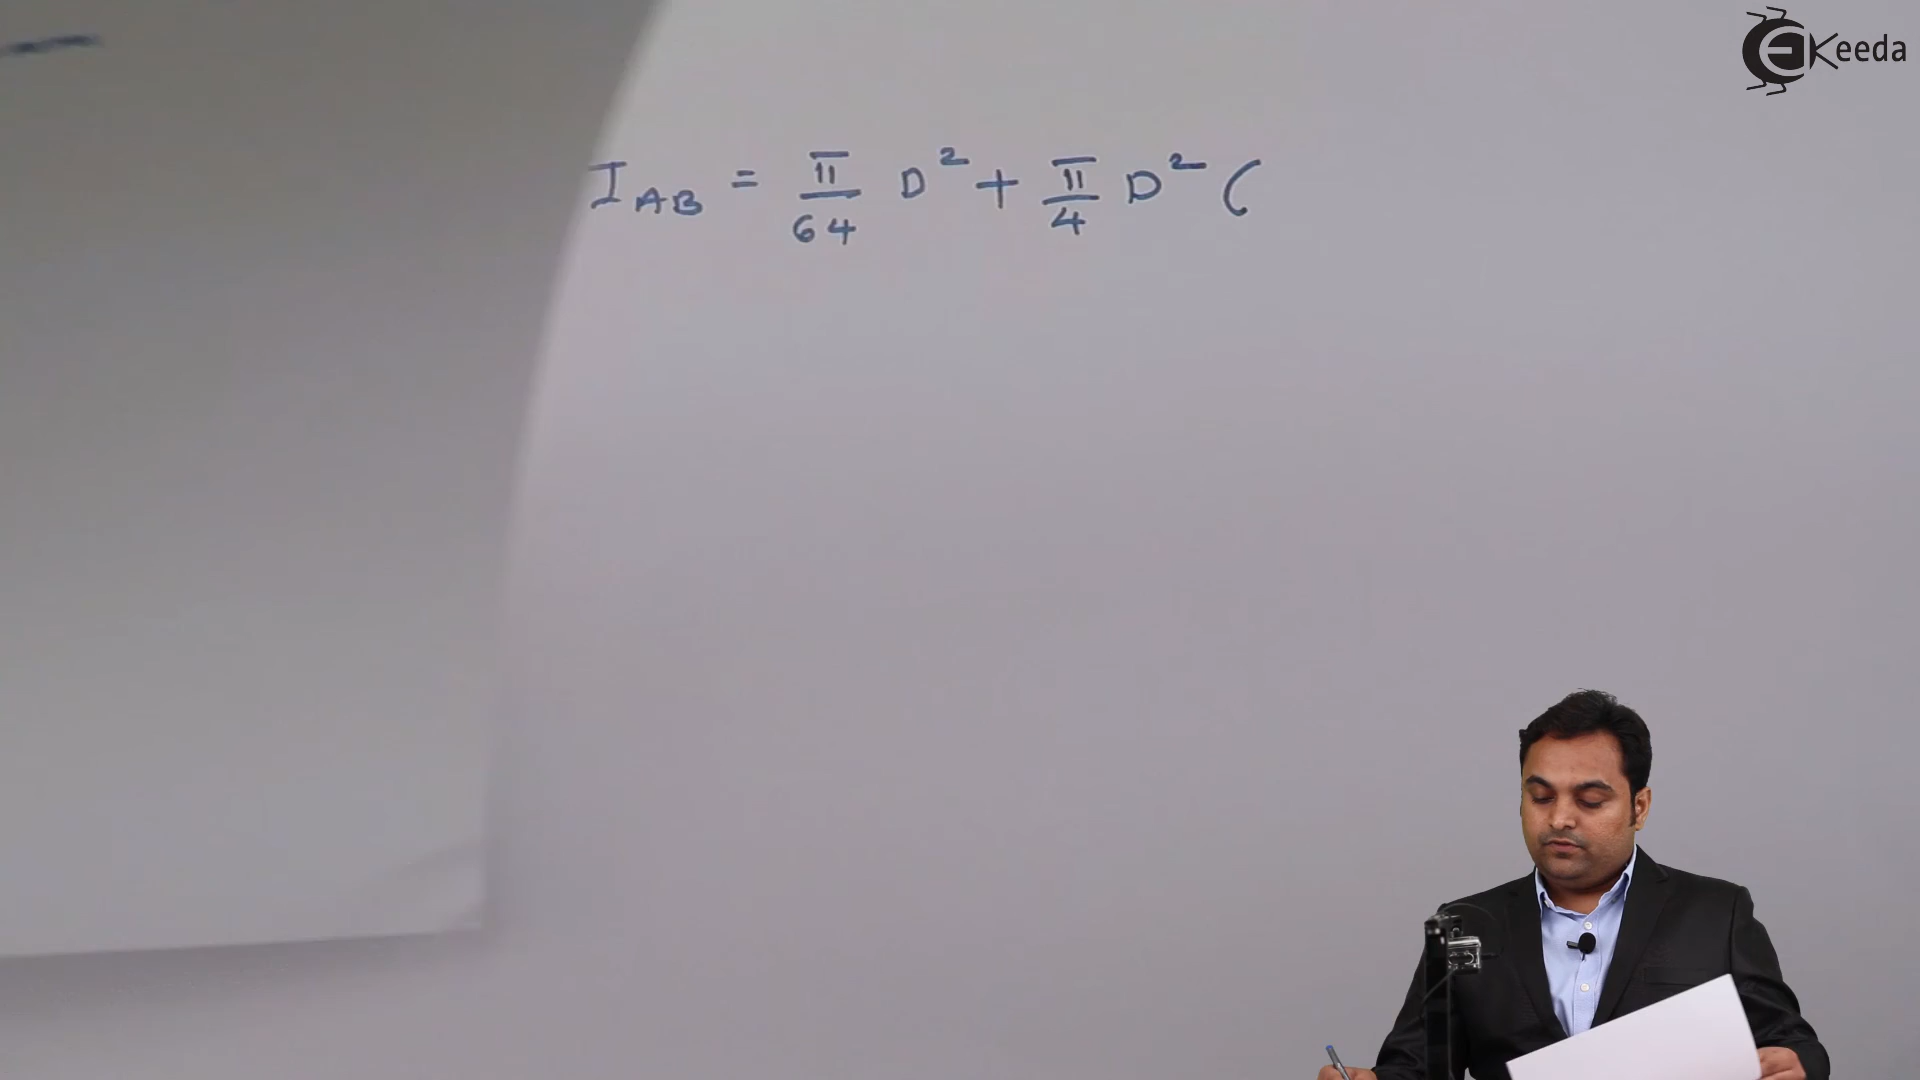 eKeeda
I_AB = π/64 D² + π/4 D² (